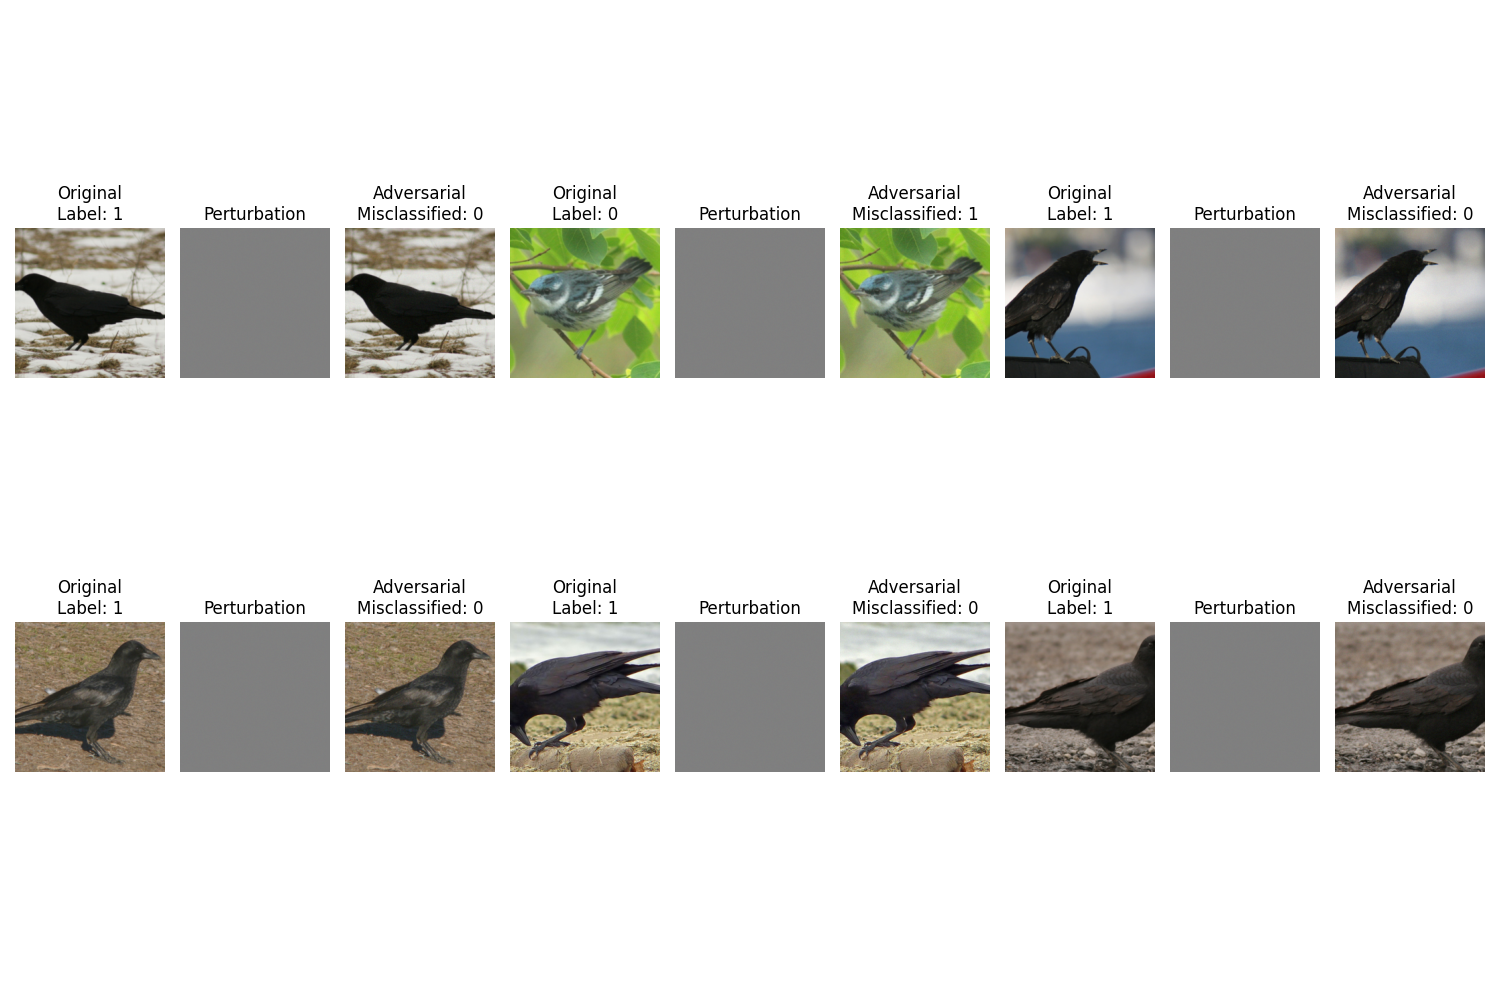 Original
Label: 1
Perturbation
Adversarial
Misclassified: 0
Original
Label: 0
Perturbation
Adversarial
Misclassified: 1
Original
Label: 1
Perturbation
Adversarial
Misclassified: 0
Original
Label: 1
Perturbation
Adversarial
Misclassified: 0
Original
Label: 1
Perturbation
Adversarial
Misclassified: 0
Original
Label: 1
Perturbation
Adversarial
Misclassified: 0